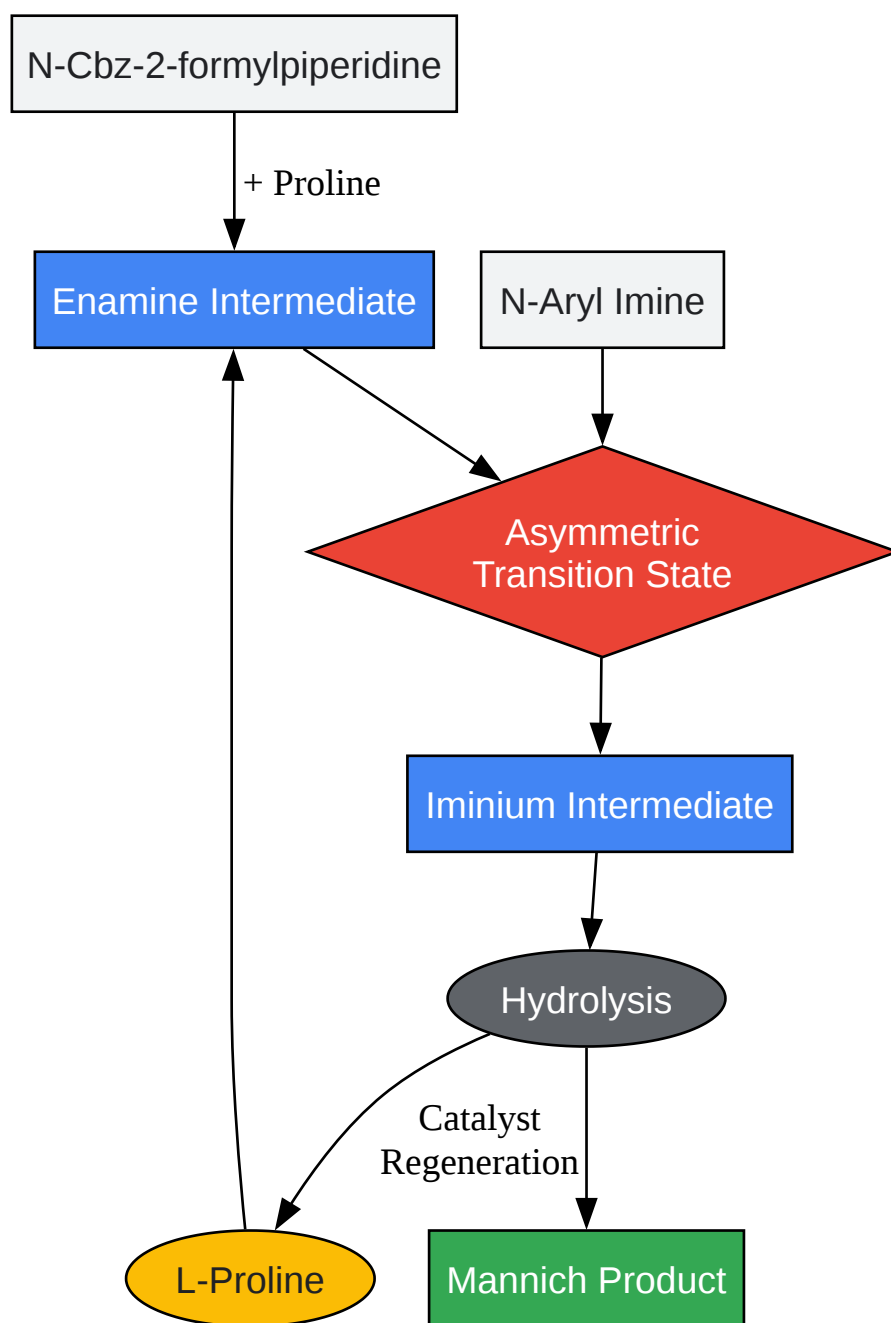 N-Cbz-2-formylpiperidine
+ Proline
Enamine Intermediate
N-Aryl Imine
Asymmetric
Transition State
Iminium Intermediate
Hydrolysis
Catalyst
Regeneration
L-Proline
Mannich Product